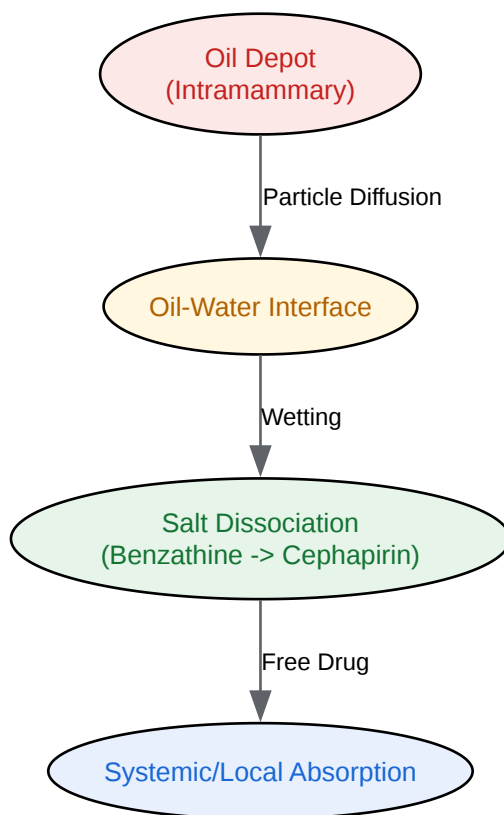 Oil Depot
(Intramammary)
Particle Diffusion
Oil-Water Interface
Wetting
Salt Dissociation
(Benzathine -> Cephapirin)
Free Drug
Systemic/Local Absorption